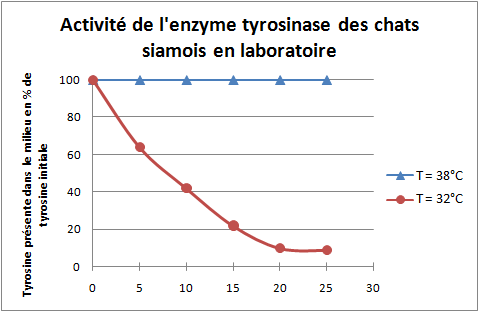 Activité de l'enzyme tyrosinase des chats
siamois en laboratoire
Tyrosine présente dans le milieu en % de
tyrosine initiale
100
80
60
40
20
0
0 5 10 15 20 25 30
T = 38°C
T = 32°C